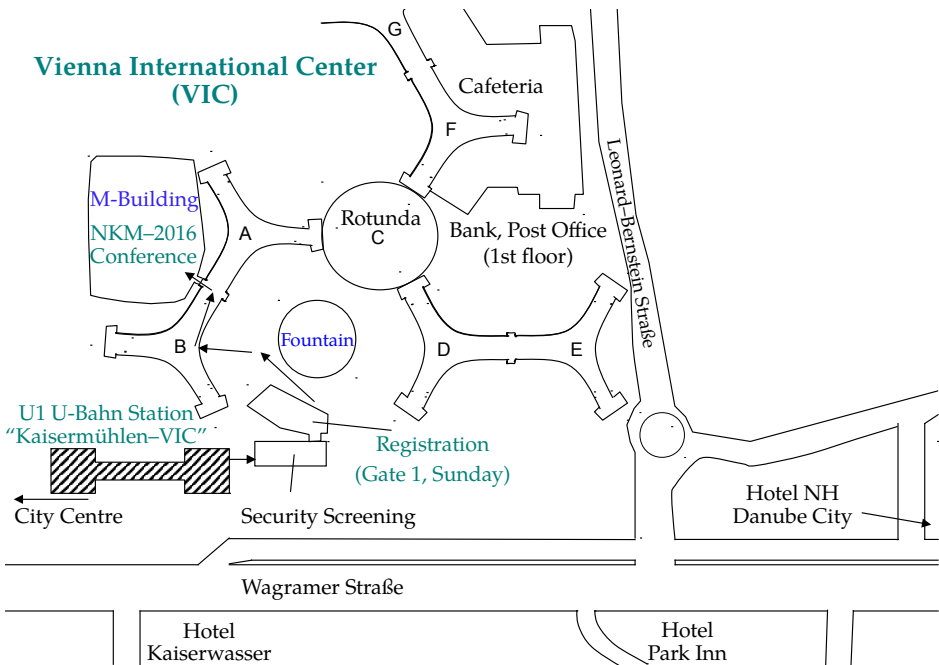 G
Vienna International Center
(VIC)
Cafeteria
F
Leonard–Bernstein Straße
M-Building
Rotunda
C
A
NKM–2016
Conference
Bank, Post Office
(1st floor)
Fountain
B
D
E
U1 U-Bahn Station
“Kaisermühlen–VIC”
Registration
(Gate 1, Sunday)
City Centre
Security Screening
Hotel NH
Danube City
Wagramer Straße
Hotel
Kaiserwasser
Hotel
Park Inn